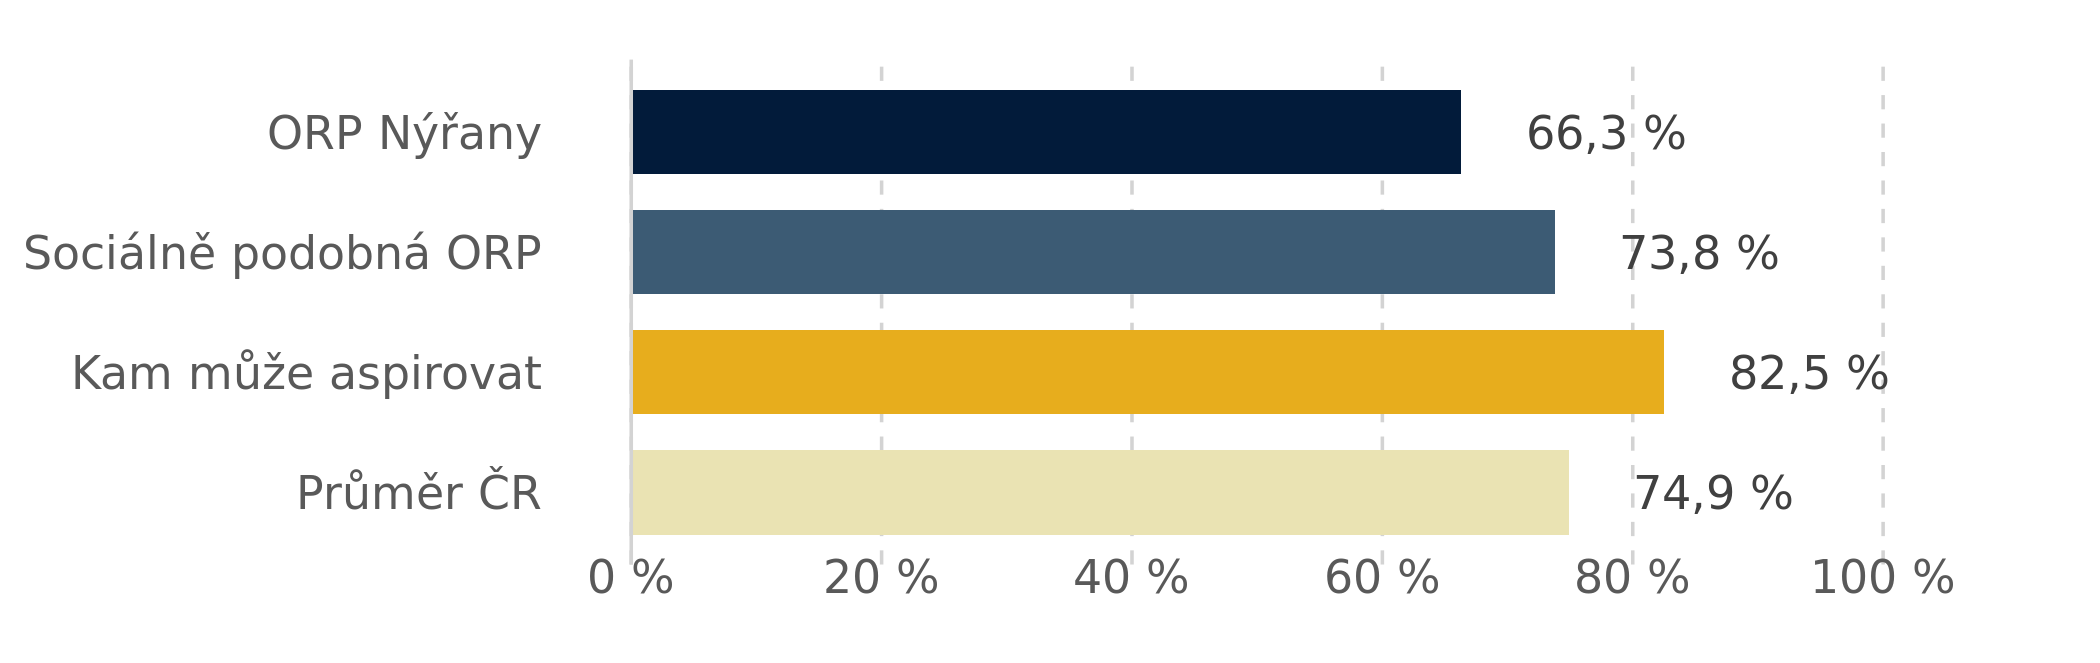 ORP Nýřany 66,3 %
Sociálně podobná ORP 73,8 %
Kam může aspirovat 82,5 %
Průměr ČR 74,9 %
0 % 20 % 40 % 60 % 80 % 100 %